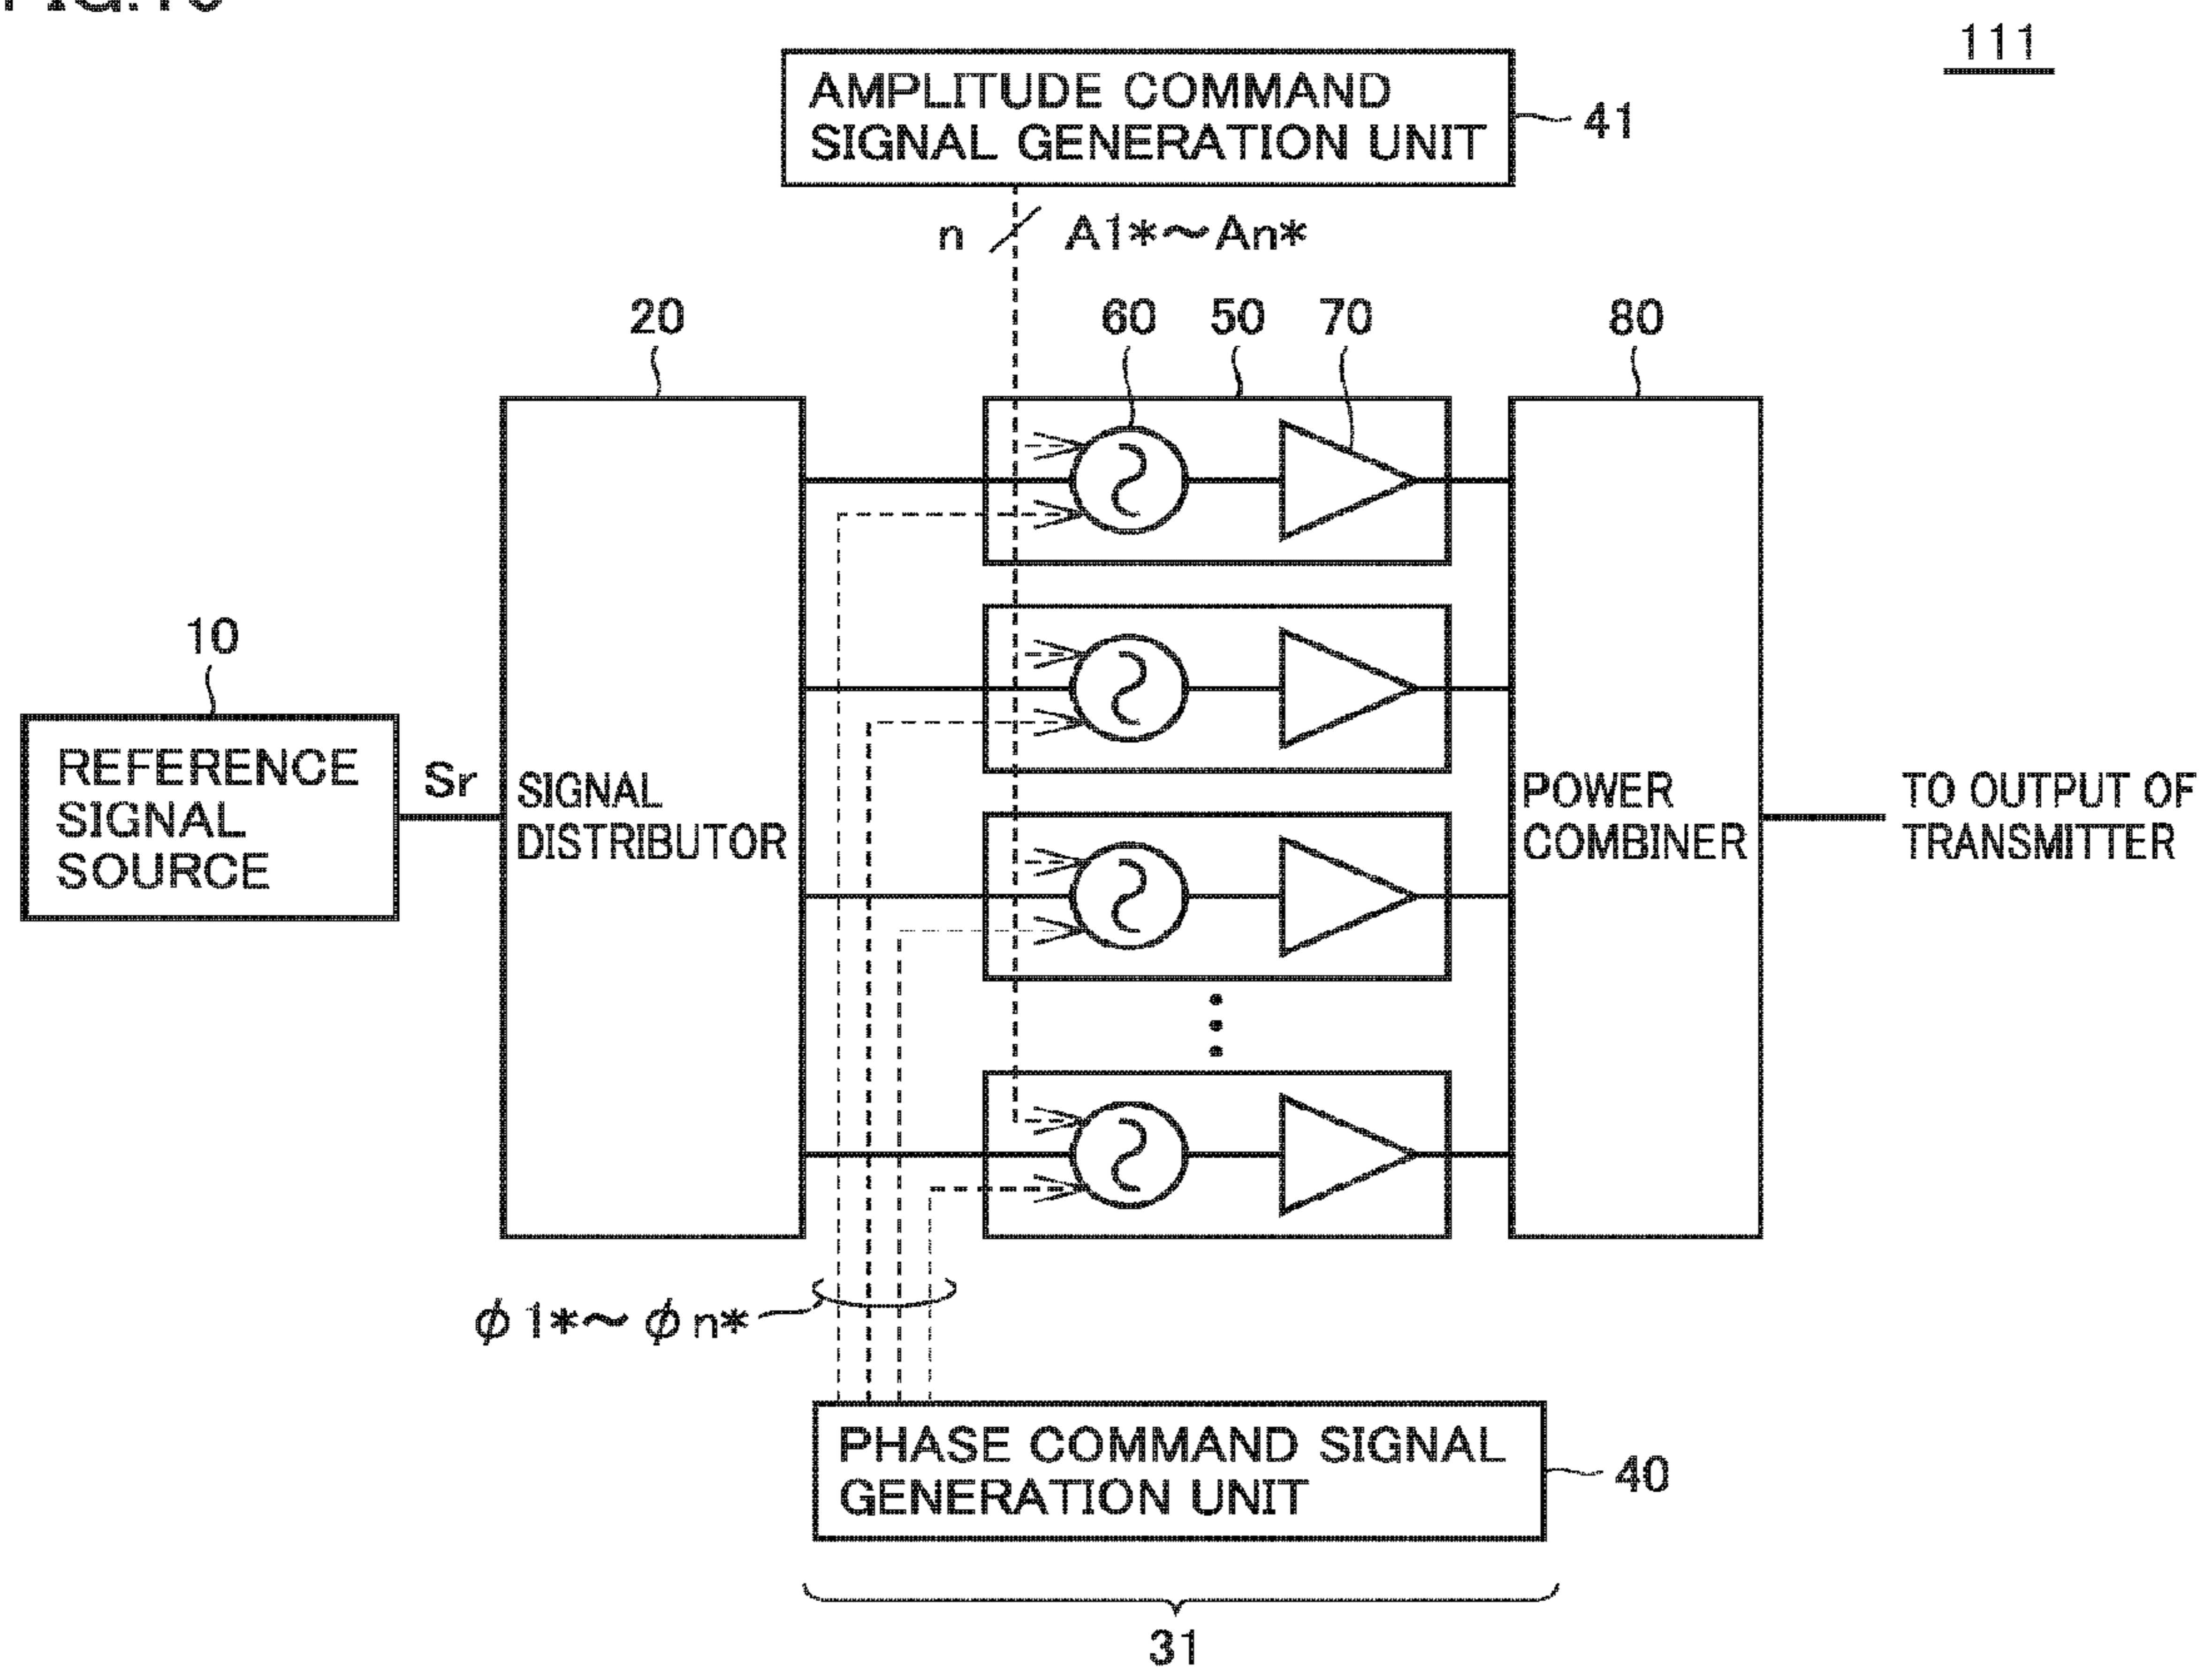 111
AMPLITUDE COMMAND
SIGNAL GENERATION UNIT
41
n
A1*~An*
20
60
50
70
80
10
REFERENCE
SIGNAL
SOURCE
Sr
SIGNAL
DISTRIBUTOR
POWER
COMBINER
TO OUTPUT OF
TRANSMITTER
ϕ1*~ϕn*
PHASE COMMAND SIGNAL
GENERATION UNIT
40
31